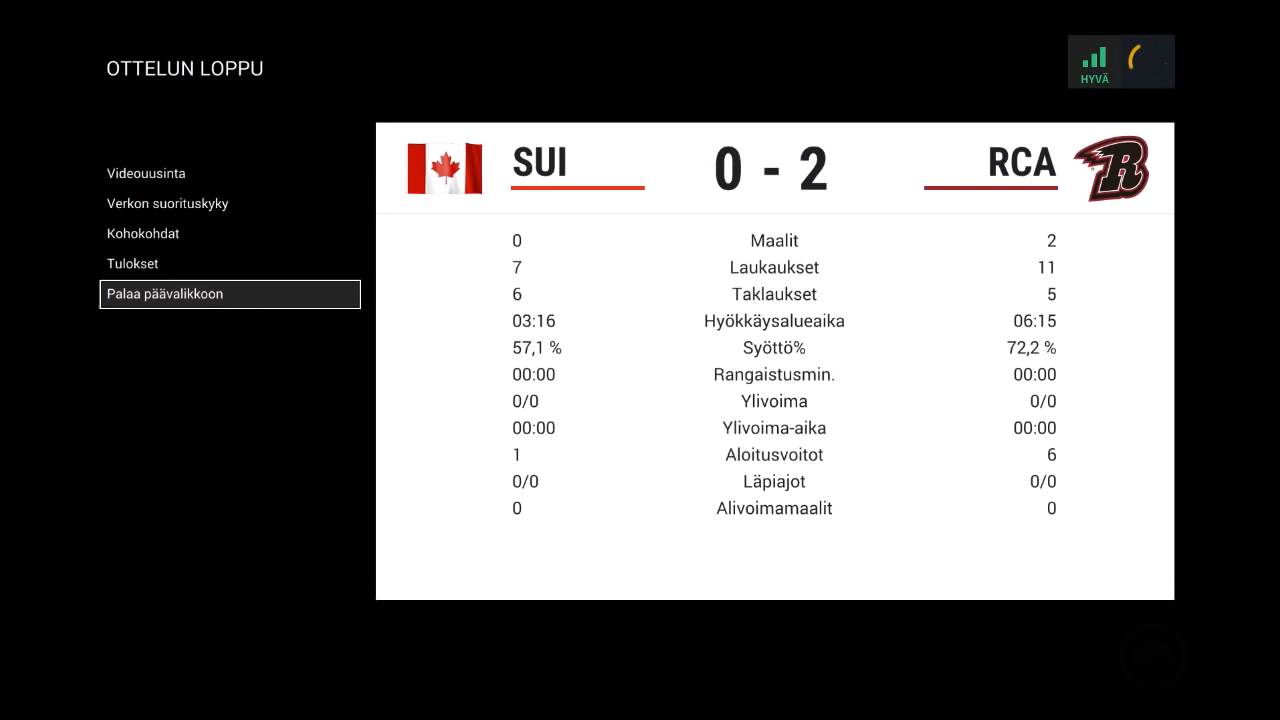 OTTELUN LOPPU
HYVÄ
Videouusinta
Verkon suorituskyky
Kohokohdat
Tulokset
Palaa päävalikkoon
SUI 0 - 2 RCA R
0 Maalit 2
7 Laukaukset 11
6 Taklaukset 5
03:16 Hyökkäysalueaika 06:15
57,1 % Syöttö% 72,2 %
00:00 Rangaistusmin. 00:00
0/0 Ylivoima 0/0
00:00 Ylivoima-aika 00:00
1 Aloitusvoitot 6
0/0 Läpiajot 0/0
0 Alivoimamaalit 0